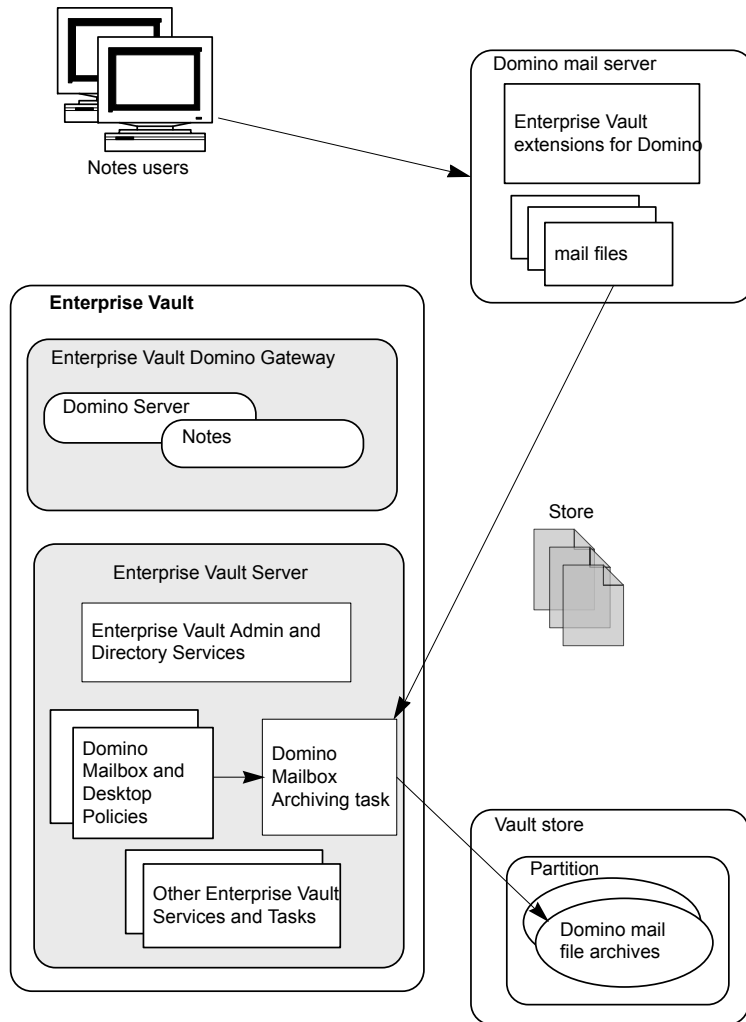 Notes users
Domino mail server
Enterprise Vault
extensions for Domino
mail files
Enterprise Vault
Enterprise Vault Domino Gateway
Domino Server
Notes
Store
Enterprise Vault Server
Enterprise Vault Admin and
Directory Services
Domino
Mailbox and
Desktop
Policies
Domino
Mailbox
Archiving task
Other Enterprise Vault
Services and Tasks
Vault store
Partition
Domino mail
file archives